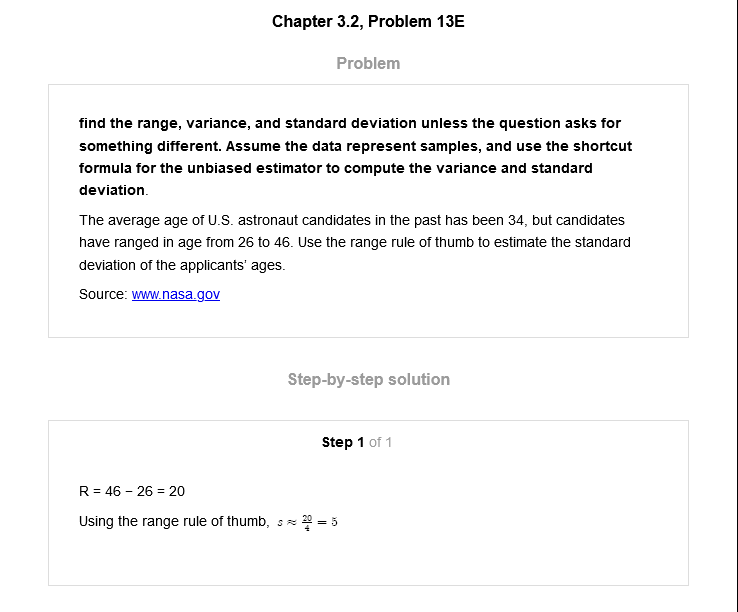 Chapter 3.2, Problem 13E
Problem
find the range, variance, and standard deviation unless the question asks for
something different. Assume the data represent samples, and use the shortcut
formula for the unbiased estimator to compute the variance and standard
deviation.
The average age of U.S. astronaut candidates in the past has been 34, but candidates
have ranged in age from 26 to 46. Use the range rule of thumb to estimate the standard
deviation of the applicants' ages.
Source: www.nasa.gov
Step-by-step solution
Step 1 of 1
R = 46 − 26 = 20
Using the range rule of thumb, s ≈ 20/4 = 5